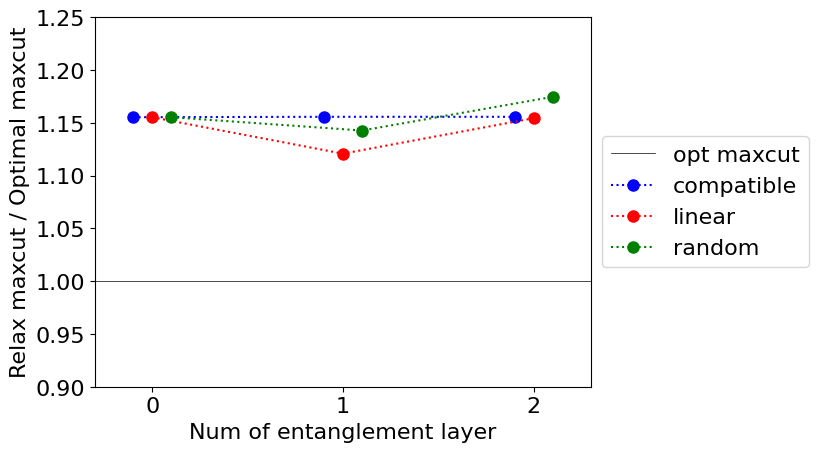 Relax maxcut / Optimal maxcut
1.25
1.20
1.15
1.10
1.05
1.00
0.95
0.90
0
1
2
Num of entanglement layer
opt maxcut
compatible
linear
random